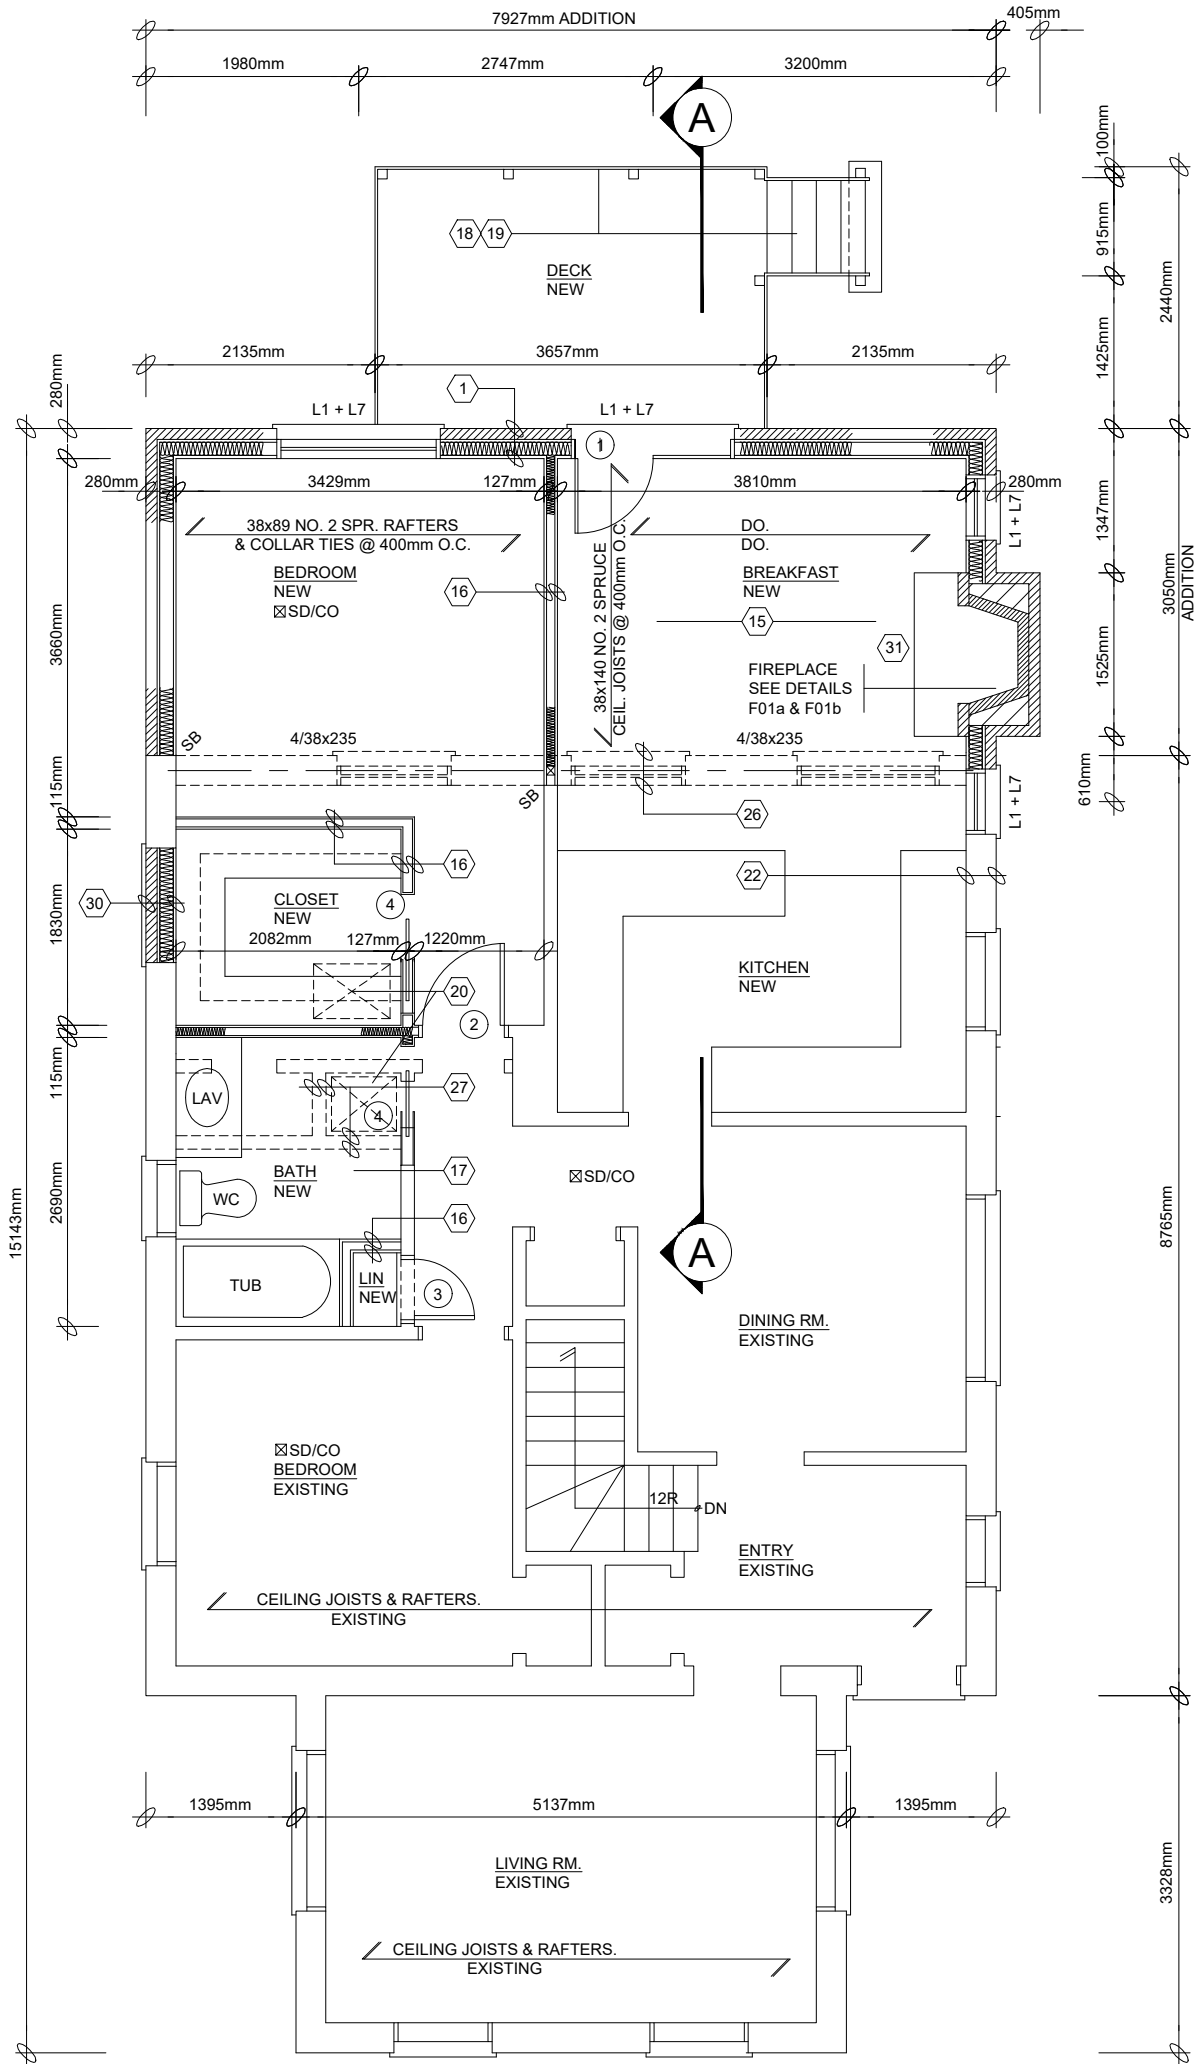 7927mm ADDITION
405mm
1980mm
2747mm
3200mm
A
100mm
915mm
2440mm
1425mm
18
19
DECK
NEW
2135mm
3657mm
2135mm
280mm
1
L1 + L7
L1 + L7
1
280mm
3429mm
127mm
3810mm
280mm
L1 + L7
1347mm
38x89 NO. 2 SPR. RAFTERS
& COLLAR TIES @ 400mm O.C.
DO.
DO.
BEDROOM
NEW
SD/CO
16
38x140 NO. 2 SPRUCE
CEIL. JOISTS @ 400mm O.C.
BREAKFAST
NEW
15
31
3050mm
ADDITION
3660mm
1525mm
FIREPLACE
SEE DETAILS
F01a & F01b
SB
4/38x235
4/38x235
115mm
SB
26
L1 + L7
610mm
16
22
30
CLOSET
NEW
4
1830mm
2082mm
127mm
1220mm
KITCHEN
NEW
20
2
115mm
27
LAV
4
BATH
NEW
17
SD/CO
WC
2690mm
16
A
15143mm
8765mm
TUB
LIN
NEW
3
DINING RM.
EXISTING
SD/CO
BEDROOM
EXISTING
12R
DN
ENTRY
EXISTING
CEILING JOISTS & RAFTERS.
EXISTING
1395mm
5137mm
1395mm
LIVING RM.
EXISTING
3328mm
CEILING JOISTS & RAFTERS.
EXISTING